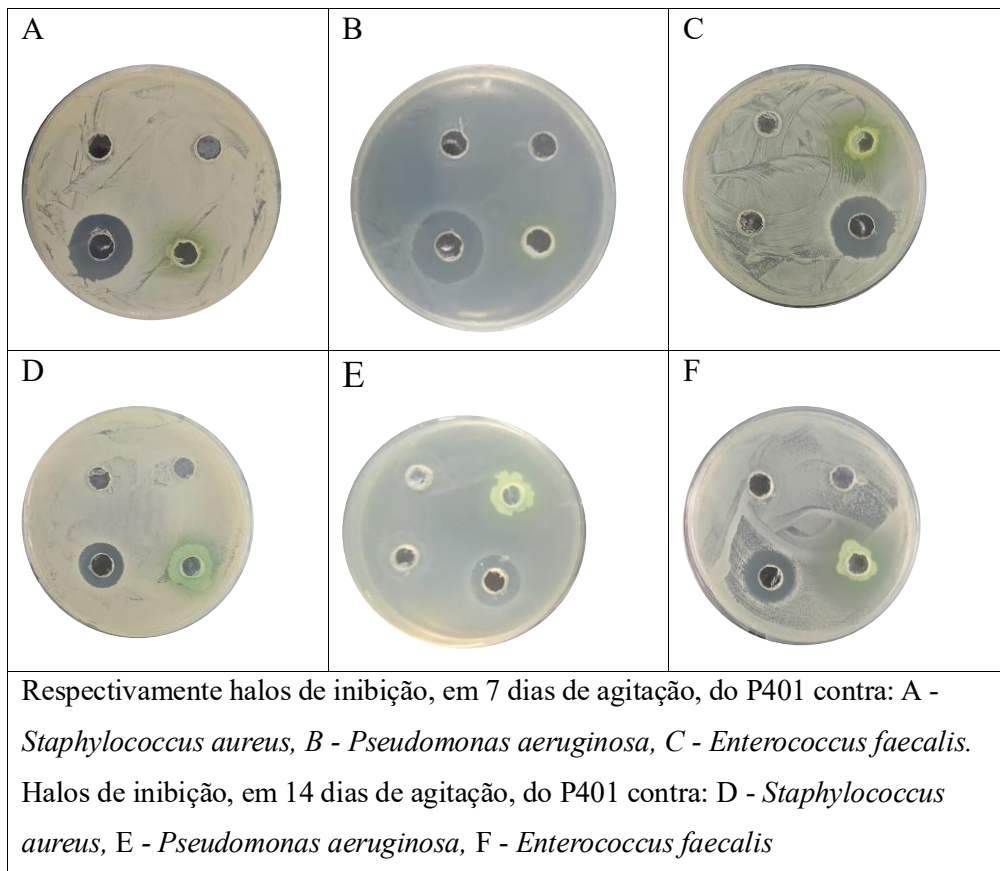 A
B
C
D
E
F
Respectivamente halos de inibição, em 7 dias de agitação, do P401 contra: A -
Staphylococcus aureus, B - Pseudomonas aeruginosa, C - Enterococcus faecalis.
Halos de inibição, em 14 dias de agitação, do P401 contra: D - Staphylococcus
aureus, E - Pseudomonas aeruginosa, F - Enterococcus faecalis